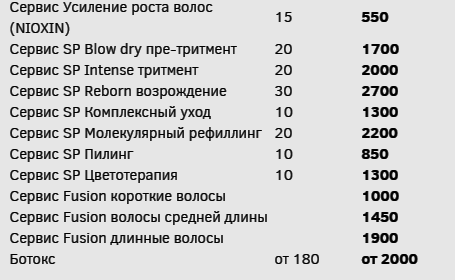 Сервис Усиление роста волос
(NIOXIN) 15 550
Сервис SP Blow dry пре-тритмент 20 1700
Сервис SP Intense тритмент 20 2000
Сервис SP Reborn возрождение 30 2700
Сервис SP Комплексный уход 10 1300
Сервис SP Молекулярный рефиллинг 20 2200
Сервис SP Пилинг 10 850
Сервис SP Цветотерапия 10 1300
Сервис Fusion короткие волосы 1000
Сервис Fusion волосы средней длины 1450
Сервис Fusion длинные волосы 1900
Ботокс от 180 от 2000